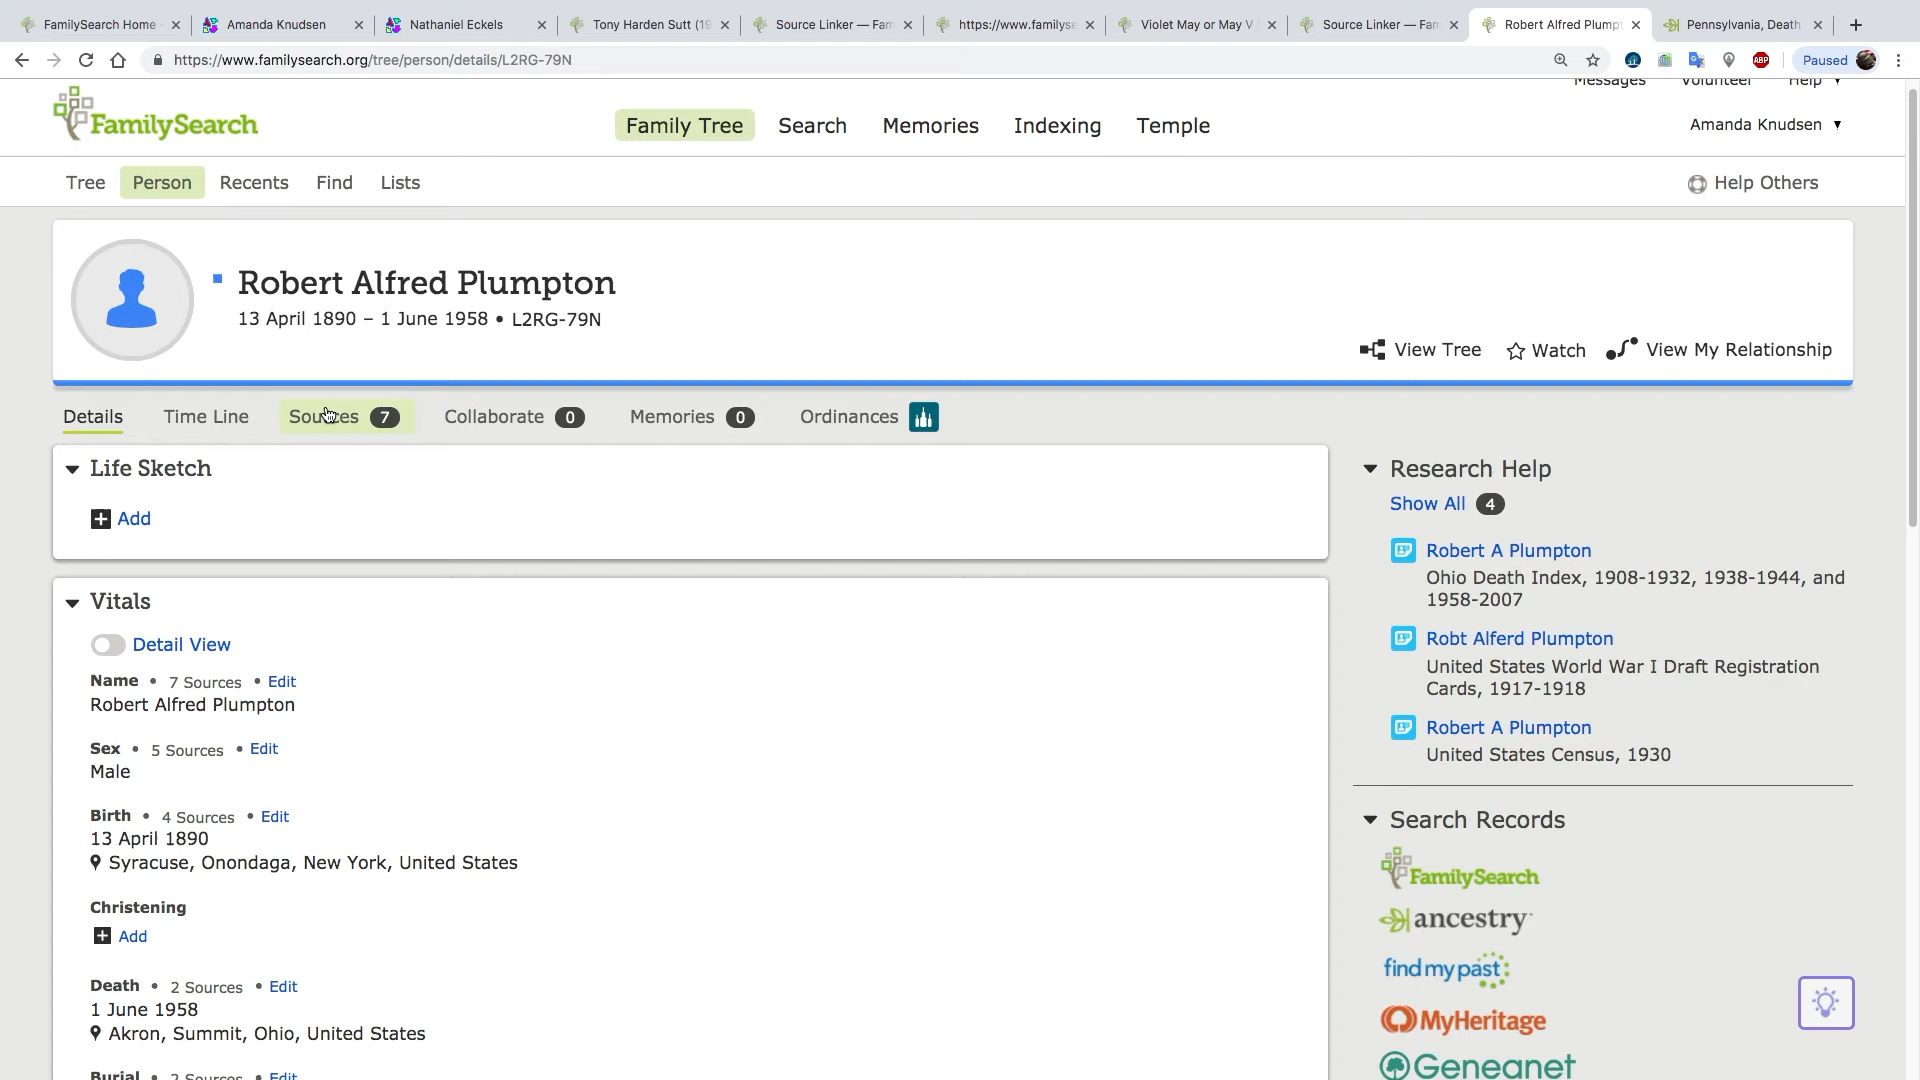 FamilySearch Home
Amanda Knudsen
Nathaniel Eckels
Tony Harden Sutt (19
Source Linker — Fam
https://www.familyse
Violet May or May V
Source Linker — Fam
Robert Alfred Plumpt
Pennsylvania, Death
https://www.familysearch.org/tree/person/details/L2RG-79N
ABP
Paused
Messages
Volunteer
Help
FamilySearch
Family Tree
Search
Memories
Indexing
Temple
Amanda Knudsen
Tree
Person
Recents
Find
Lists
Help Others
Robert Alfred Plumpton
13 April 1890 – 1 June 1958 • L2RG-79N
View Tree
Watch
View My Relationship
Details
Time Line
Sources 7
Collaborate 0
Memories 0
Ordinances
Life Sketch
Add
Vitals
Detail View
Name • 7 Sources • Edit
Robert Alfred Plumpton
Sex • 5 Sources • Edit
Male
Birth • 4 Sources • Edit
13 April 1890
Syracuse, Onondaga, New York, United States
Christening
Add
Death • 2 Sources • Edit
1 June 1958
Akron, Summit, Ohio, United States
Burial • 2 Sources • Edit
Research Help
Show All 4
Robert A Plumpton
Ohio Death Index, 1908-1932, 1938-1944, and
1958-2007
Robt Alferd Plumpton
United States World War I Draft Registration
Cards, 1917-1918
Robert A Plumpton
United States Census, 1930
Search Records
FamilySearch
ancestry
findmypast
MyHeritage
Geneanet